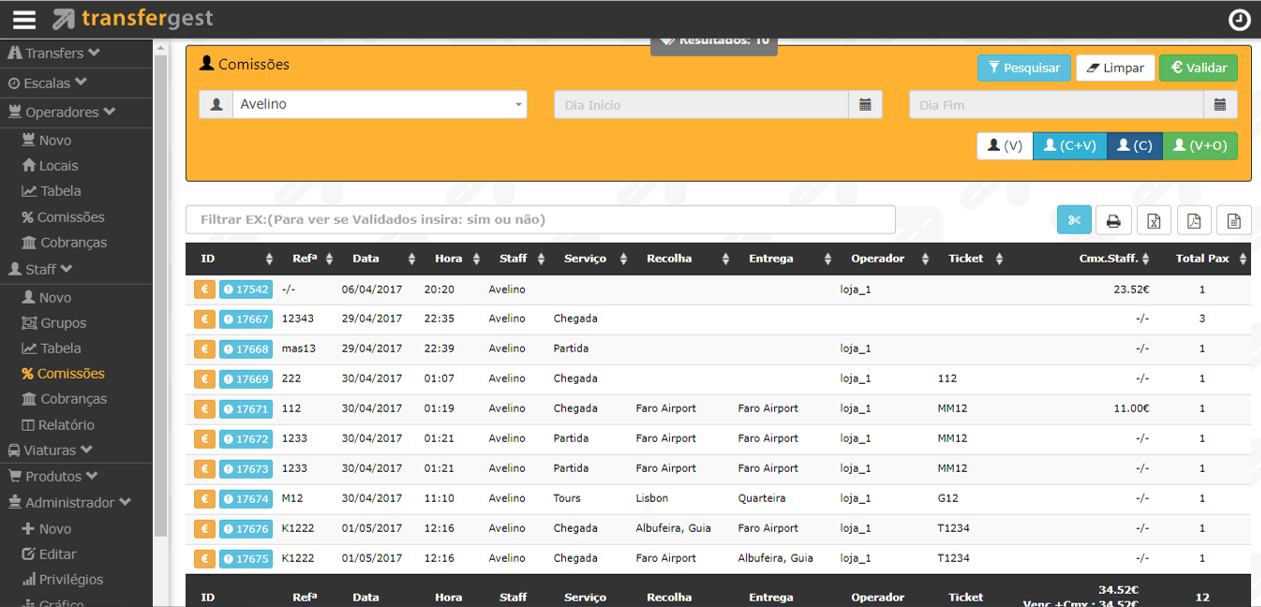 transfergest
Resultados: 10
Transfers
Escalas
Operadores
Novo
Locais
Tabela
Comissões
Cobranças
Staff
Novo
Grupos
Tabela
Comissões
Cobranças
Relatório
Viaturas
Produtos
Administrador
Novo
Editar
Privilégios
Gráfico
Comissões
Pesquisar Limpar € Validar
Avelino Dia Inicio Dia Fim
(V) (C+V) (C) (V+O)
Filtrar EX:(Para ver se Validados insira: sim ou não)
ID Refª Data Hora Staff Serviço Recolha Entrega Operador Ticket Cmx.Staff. Total Pax
€ 17542 -/- 06/04/2017 20:20 Avelino loja_1 23.52€ 1
€ 17667 12343 29/04/2017 22:35 Avelino Chegada -/- 3
€ 17668 mas13 29/04/2017 22:39 Avelino Partida loja_1 -/- 1
€ 17669 222 30/04/2017 01:07 Avelino Chegada loja_1 112 -/- 1
€ 17671 112 30/04/2017 01:19 Avelino Chegada Faro Airport Faro Airport loja_1 MM12 11.00€ 1
€ 17672 1233 30/04/2017 01:21 Avelino Partida Faro Airport Faro Airport loja_1 MM12 -/- 1
€ 17673 1233 30/04/2017 01:21 Avelino Partida Faro Airport Faro Airport loja_1 MM12 -/- 1
€ 17674 M12 30/04/2017 11:10 Avelino Tours Lisbon Quarteira loja_1 G12 -/- 1
€ 17676 K1222 01/05/2017 12:16 Avelino Chegada Albufeira, Guia Faro Airport loja_1 T1234 -/- 1
€ 17675 K1222 01/05/2017 12:16 Avelino Chegada Faro Airport Albufeira, Guia loja_1 T1234 -/- 1
ID Refª Data Hora Staff Serviço Recolha Entrega Operador Ticket 34.52€ 12
Venc.+Cmx : 34.52€